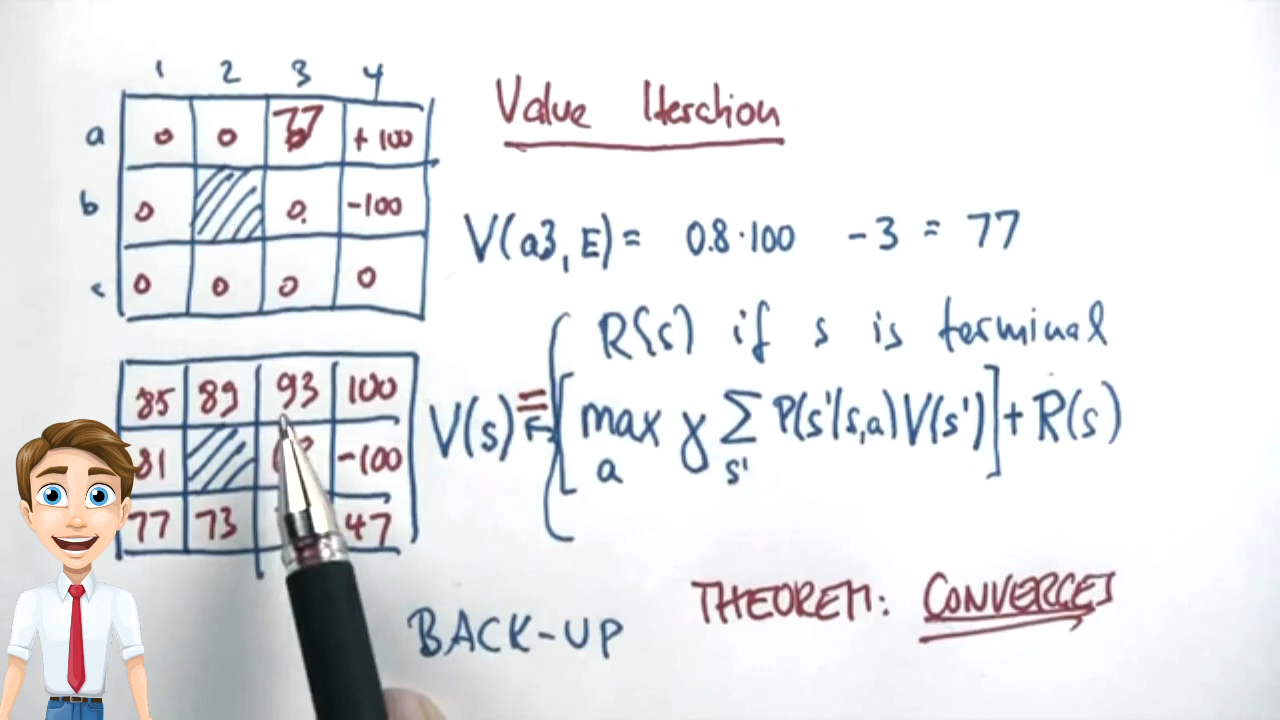 1 2 3 4
Value Iteration
a 0 0 77 +100
b 0 0 -100
V(a3, E) = 0.8·100 -3 = 77
c 0 0 0 0
R(s) if s is terminal
85 89 93 100
V(s) = ← [max a γ Σ s' P(s'|s,a) V(s')] + R(s)
81 -100
77 73 47
THEOREM: CONVERGES
BACK-UP